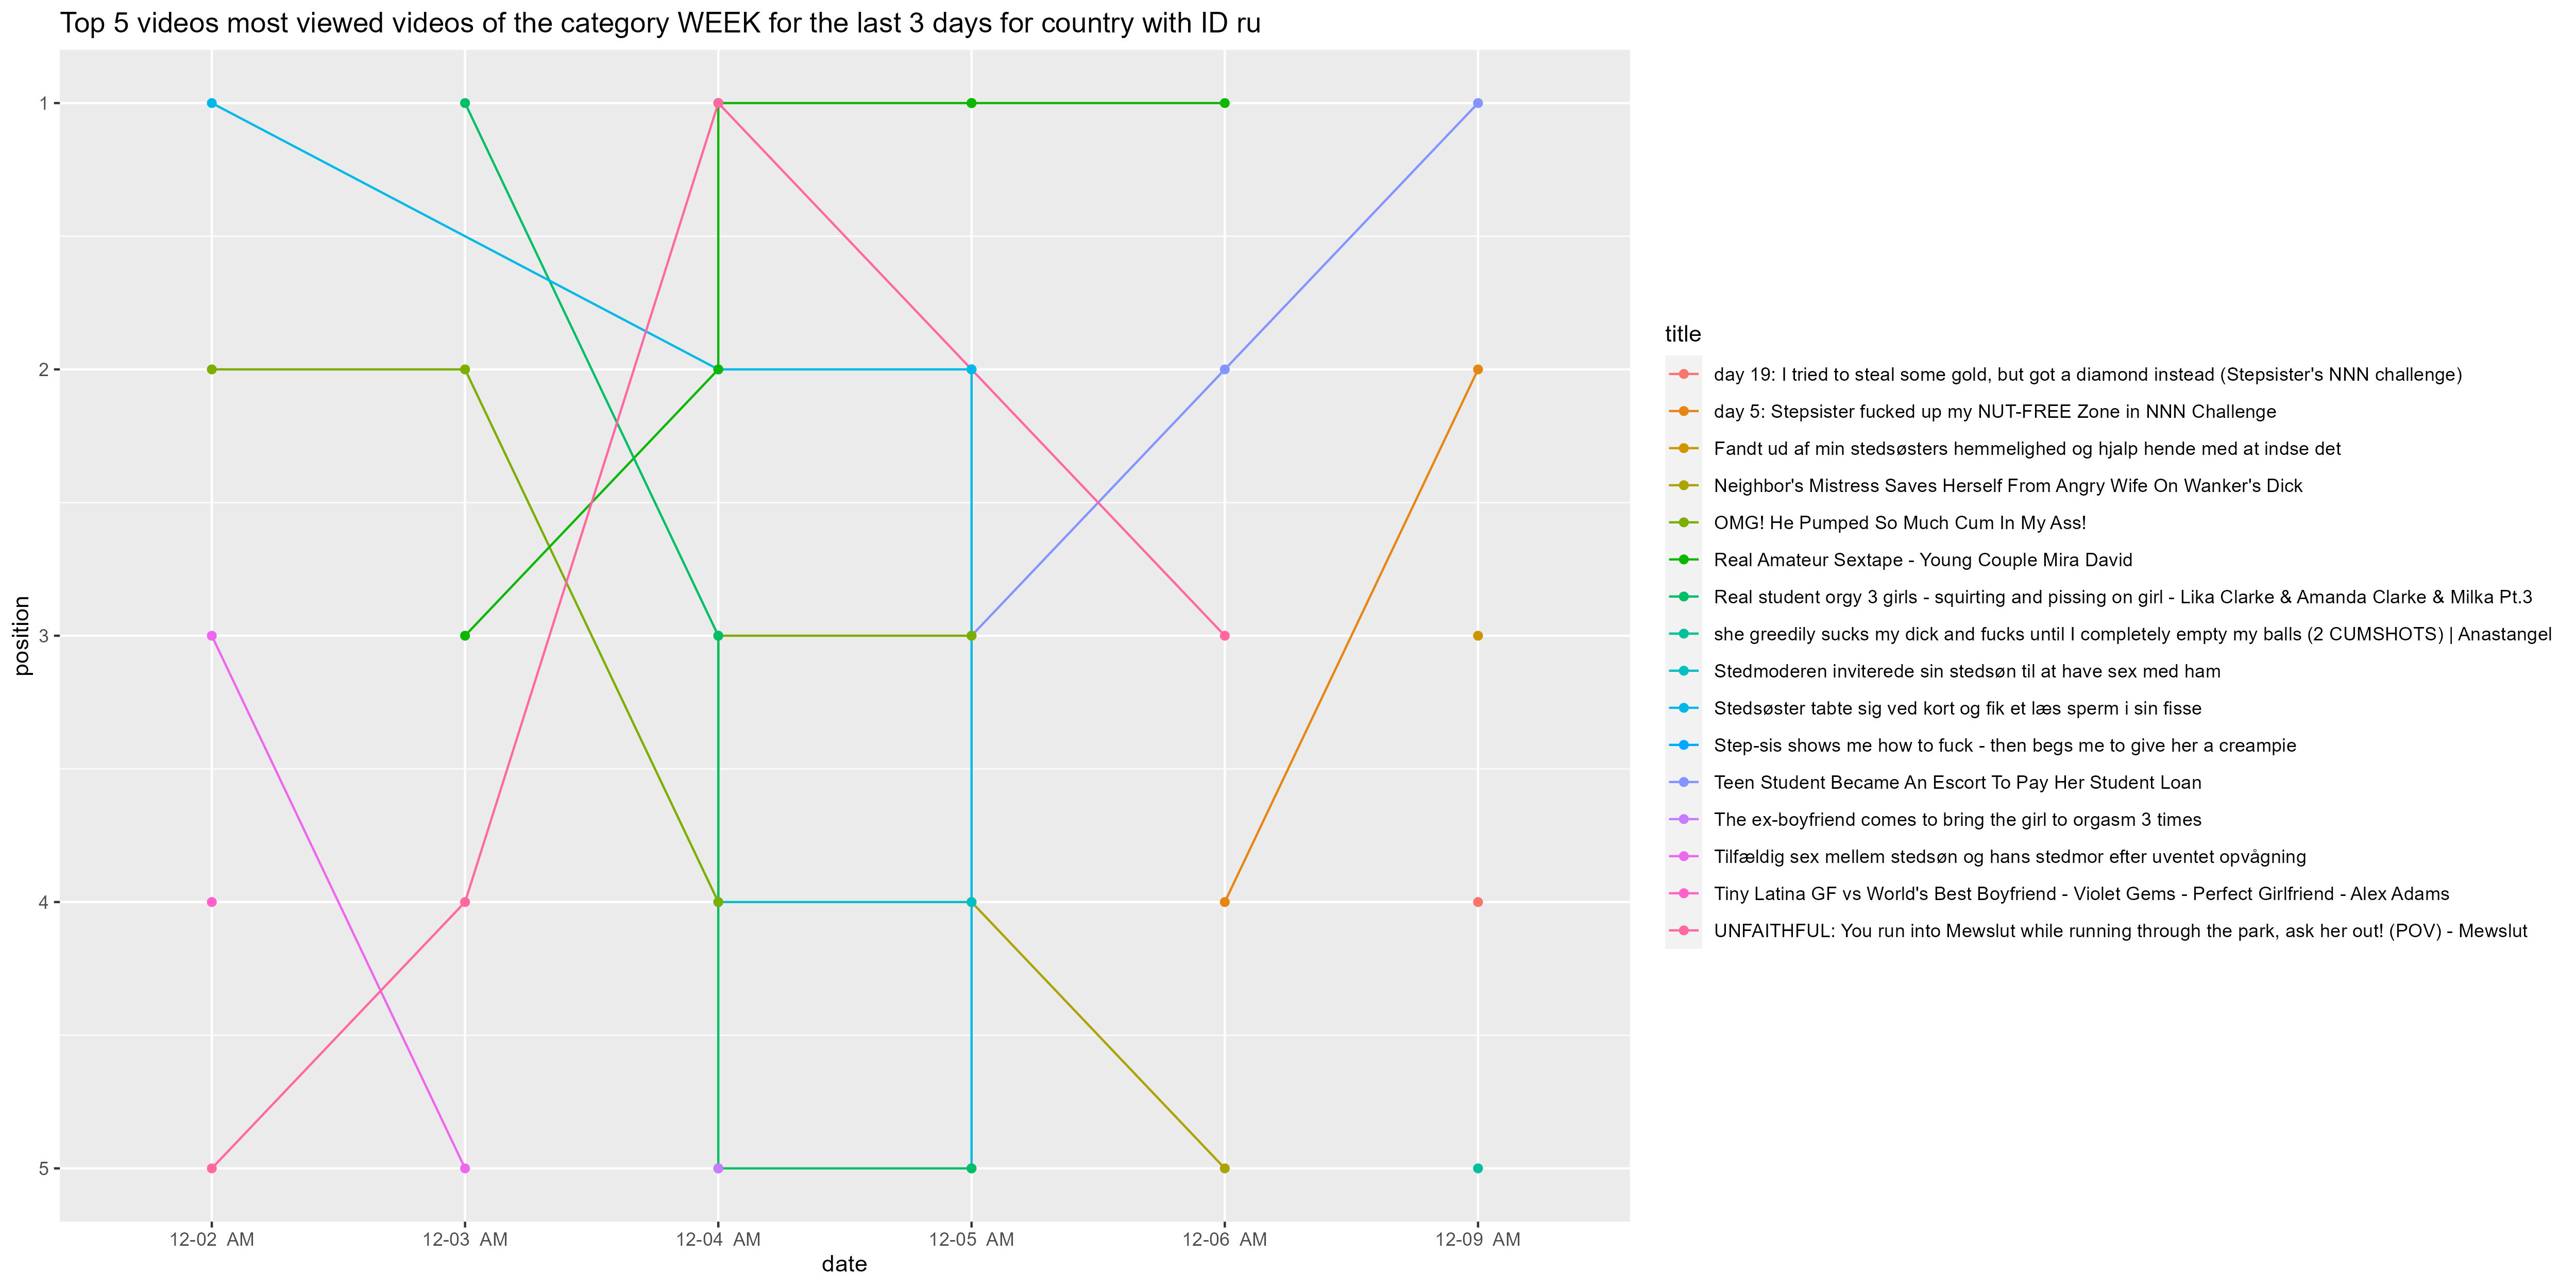 Top 5 videos most viewed videos of the category WEEK for the last 3 days for country with ID ru
position
1
2
3
4
5
12-02 AM
12-03 AM
12-04 AM
12-05 AM
12-06 AM
12-09 AM
date
title
day 19: I tried to steal some gold, but got a diamond instead (Stepsister's NNN challenge)
day 5: Stepsister fucked up my NUT-FREE Zone in NNN Challenge
Fandt ud af min stedsøsters hemmelighed og hjalp hende med at indse det
Neighbor's Mistress Saves Herself From Angry Wife On Wanker's Dick
OMG! He Pumped So Much Cum In My Ass!
Real Amateur Sextape - Young Couple Mira David
Real student orgy 3 girls - squirting and pissing on girl - Lika Clarke & Amanda Clarke & Milka Pt.3
she greedily sucks my dick and fucks until I completely empty my balls (2 CUMSHOTS) | Anastangel
Stedmoderen inviterede sin stedsøn til at have sex med ham
Stedsøster tabte sig ved kort og fik et læs sperm i sin fisse
Step-sis shows me how to fuck - then begs me to give her a creampie
Teen Student Became An Escort To Pay Her Student Loan
The ex-boyfriend comes to bring the girl to orgasm 3 times
Tilfældig sex mellem stedsøn og hans stedmor efter uventet opvågning
Tiny Latina GF vs World's Best Boyfriend - Violet Gems - Perfect Girlfriend - Alex Adams
UNFAITHFUL: You run into Mewslut while running through the park, ask her out! (POV) - Mewslut